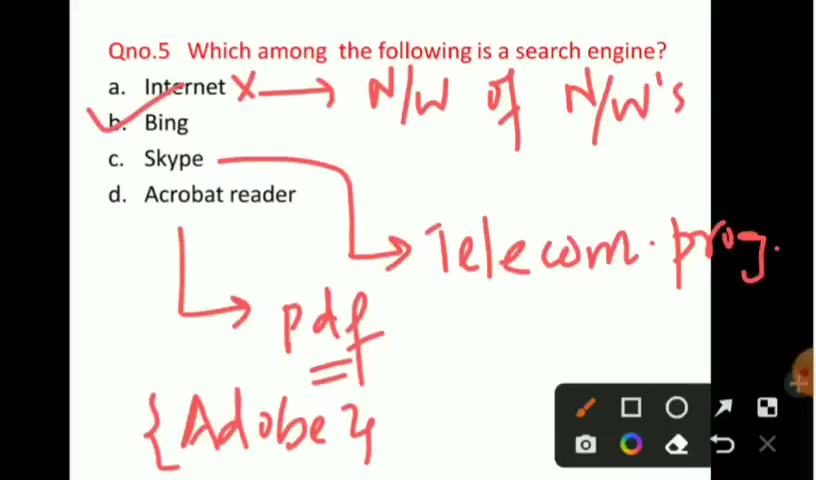 Qno.5 Which among the following is a search engine?
a. Internet X → N/W of N/W's
b. Bing
c. Skype
d. Acrobat reader
Telecom. prog.
pdf
{Adobe}